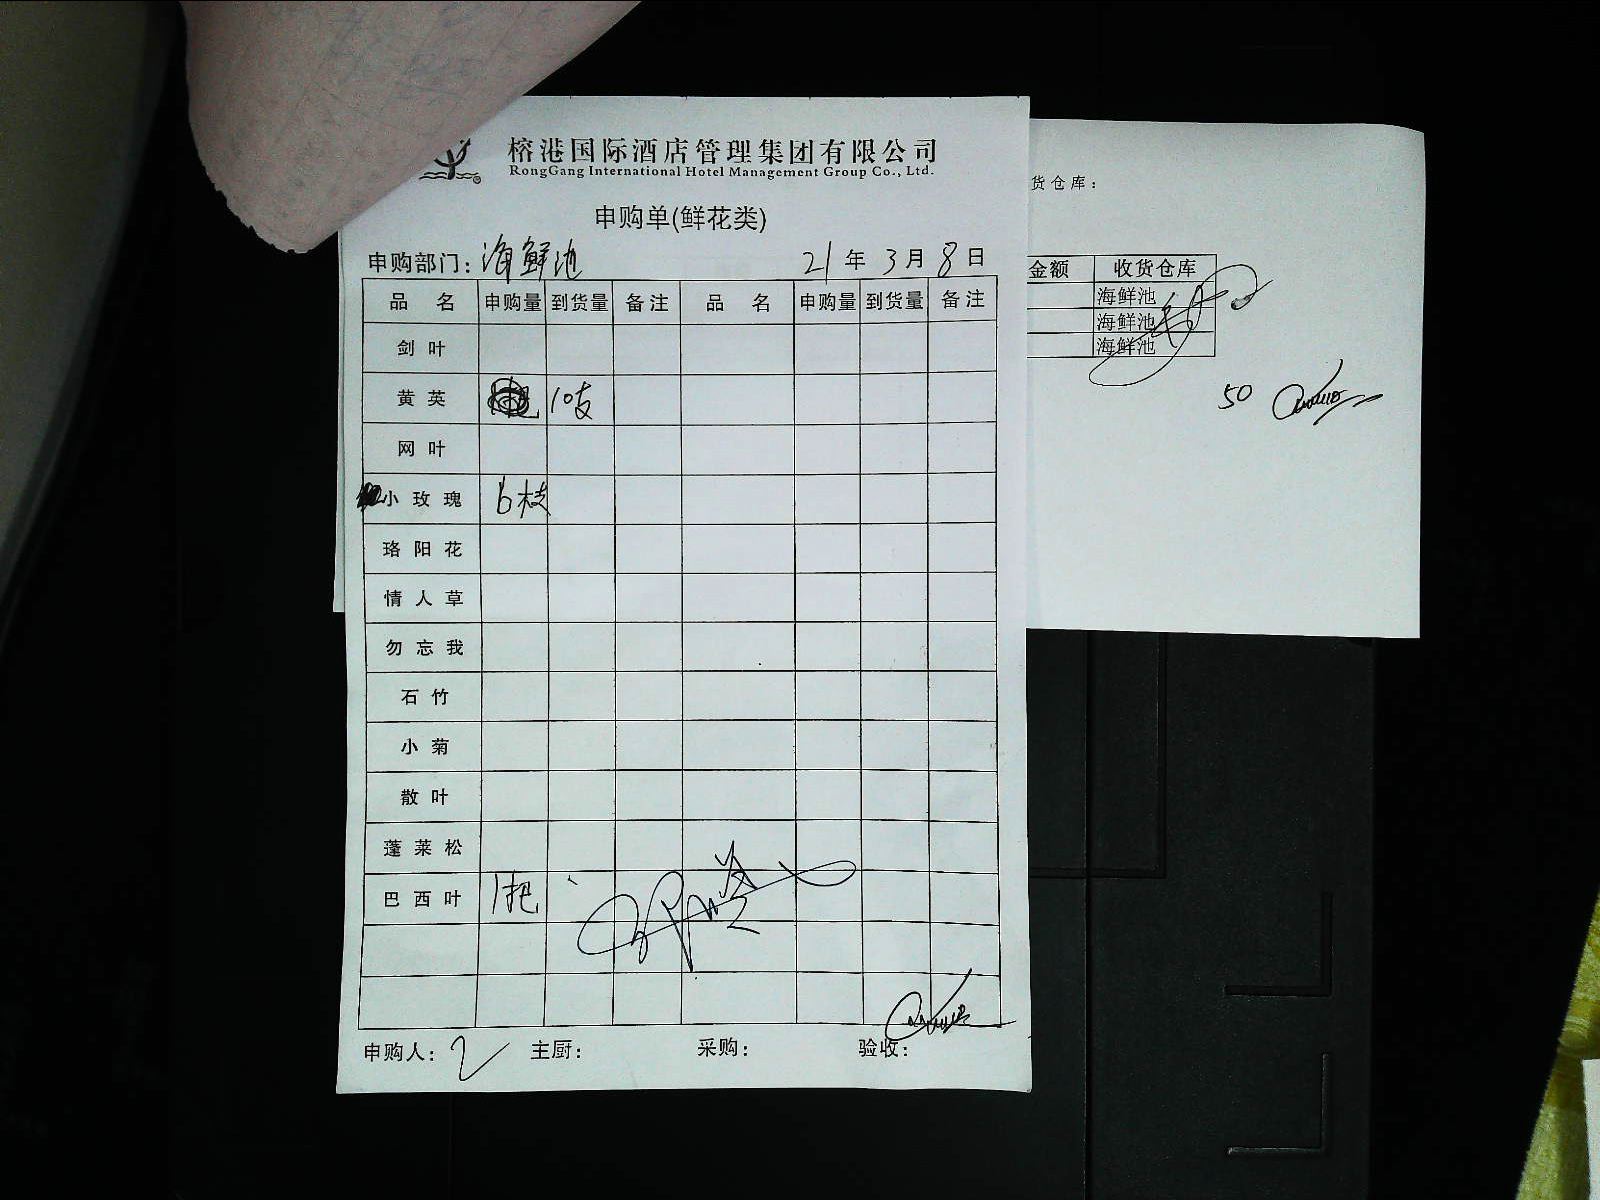 榕港国际酒店管理集团有限公司
RongGang International Hotel Management Group Co., Ltd.
申购单(鲜花类)
申购部门：海鲜池 21年3月8日
品名 申购量 到货量 备注 品名 申购量 到货量 备注
剑叶
黄英 10支
网叶
小玫瑰 6枝
珞阳花
情人草
勿忘我
石竹
小菊
散叶
蓬莱松
巴西叶 1把
申购人： 主厨： 采购： 验收：
货仓库：
金额 收货仓库
海鲜池
海鲜池
海鲜池
50